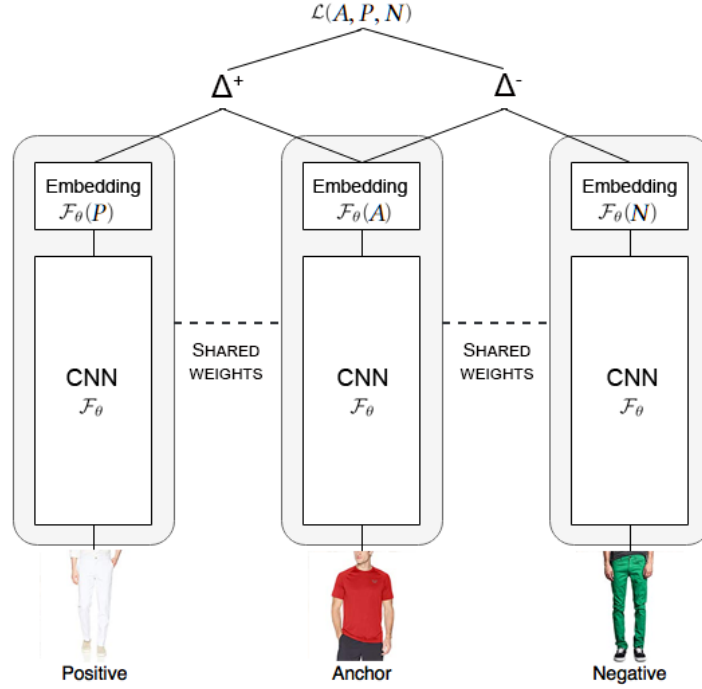 ℒ(A, P, N)
Δ⁺ Δ⁻
Embedding Embedding Embedding
ℱθ(P) ℱθ(A) ℱθ(N)
SHARED SHARED
WEIGHTS WEIGHTS
CNN CNN CNN
ℱθ ℱθ ℱθ
Positive Anchor Negative